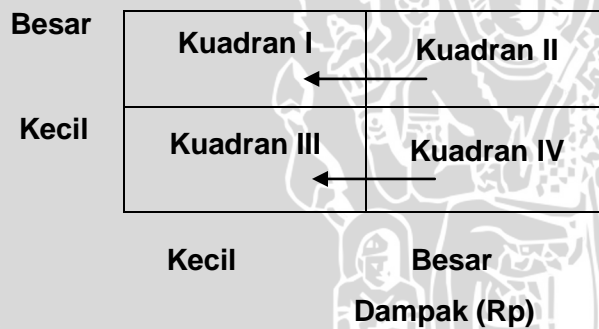 Besar
Kuadran I
Kuadran II
Kecil
Kuadran III
Kuadran IV
Kecil
Besar
Dampak (Rp)